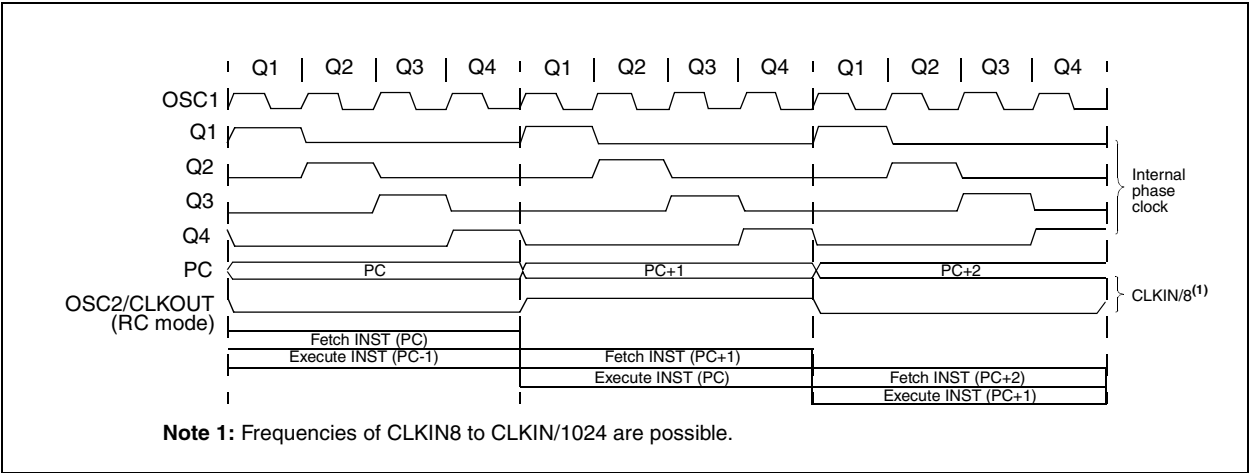 Q1 Q2 Q3 Q4 Q1 Q2 Q3 Q4 Q1 Q2 Q3 Q4
OSC1
Q1
Q2
Q3
Q4
Internal
phase
clock
PC PC PC+1 PC+2
CLKIN/8(1)
OSC2/CLKOUT
(RC mode)
Fetch INST (PC)
Execute INST (PC-1) Fetch INST (PC+1)
Execute INST (PC) Fetch INST (PC+2)
Execute INST (PC+1)
Note 1: Frequencies of CLKIN8 to CLKIN/1024 are possible.